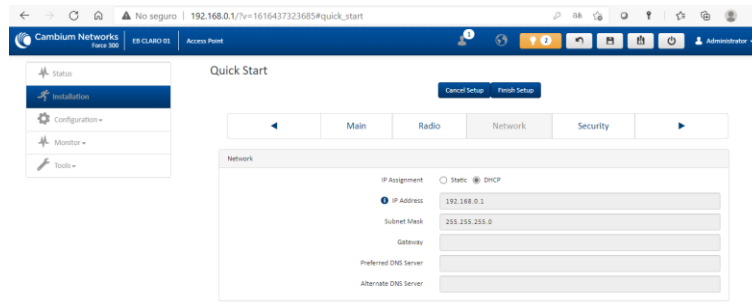 No seguro 192.168.0.1/?v=1616437323685#quick_start
Cambium Networks
Force 300
EB CLARO 01
Access Point
1
2
Administrator
Status
Installation
Configuration
Monitor
Tools
Quick Start
Cancel Setup Finish Setup
Main Radio Network Security
Network
IP Assignment Static DHCP
IP Address 192.168.0.1
Subnet Mask 255.255.255.0
Gateway
Preferred DNS Server
Alternate DNS Server